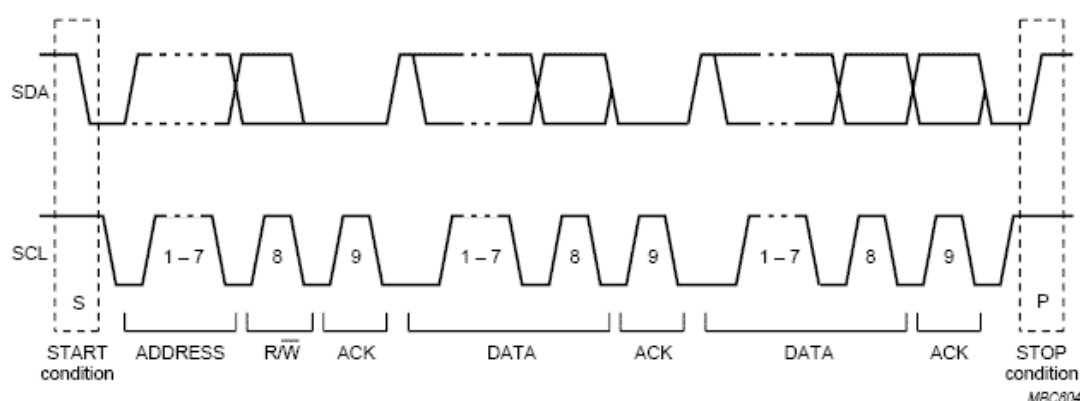 SDA
SCL
1 – 7
8
9
1 – 7
8
9
1 – 7
8
9
S
P
START
condition
ADDRESS
R/W̅
ACK
DATA
ACK
DATA
ACK
STOP
condition
MBC604